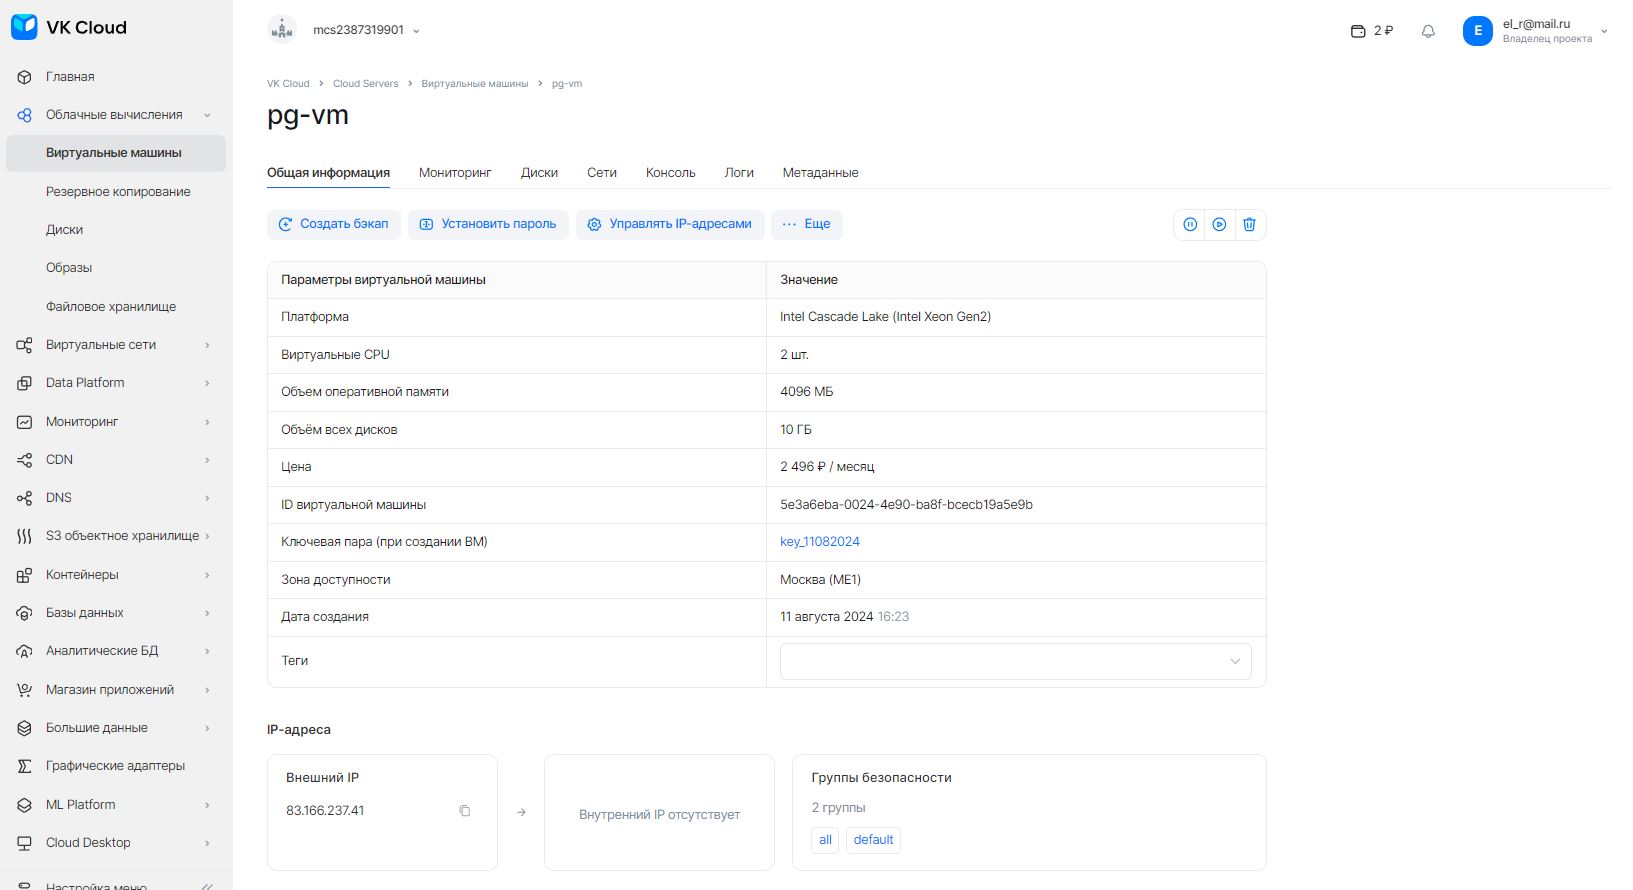 VK Cloud
Главная
Облачные вычисления
Виртуальные машины
Резервное копирование
Диски
Образы
Файловое хранилище
Виртуальные сети
Data Platform
Мониторинг
CDN
DNS
S3 объектное хранилище
Контейнеры
Базы данных
Аналитические БД
Магазин приложений
Большие данные
Графические адаптеры
ML Platform
Cloud Desktop
Настройка меню
mcs2387319901
2 ₽
E
el_r@mail.ru
Владелец проекта
VK Cloud > Cloud Servers > Виртуальные машины > pg-vm
pg-vm
Общая информация Мониторинг Диски Сети Консоль Логи Метаданные
Создать бэкап Установить пароль Управлять IP-адресами ··· Еще
Параметры виртуальной машины Значение
Платформа Intel Cascade Lake (Intel Xeon Gen2)
Виртуальные CPU 2 шт.
Объем оперативной памяти 4096 МБ
Объём всех дисков 10 ГБ
Цена 2 496 ₽ / месяц
ID виртуальной машины 5e3a6eba-0024-4e90-ba8f-bcecb19a5e9b
Ключевая пара (при создании ВМ) key_11082024
Зона доступности Москва (ME1)
Дата создания 11 августа 2024 16:23
Теги
IP-адреса
Внешний IP
83.166.237.41
Внутренний IP отсутствует
Группы безопасности
2 группы
all default